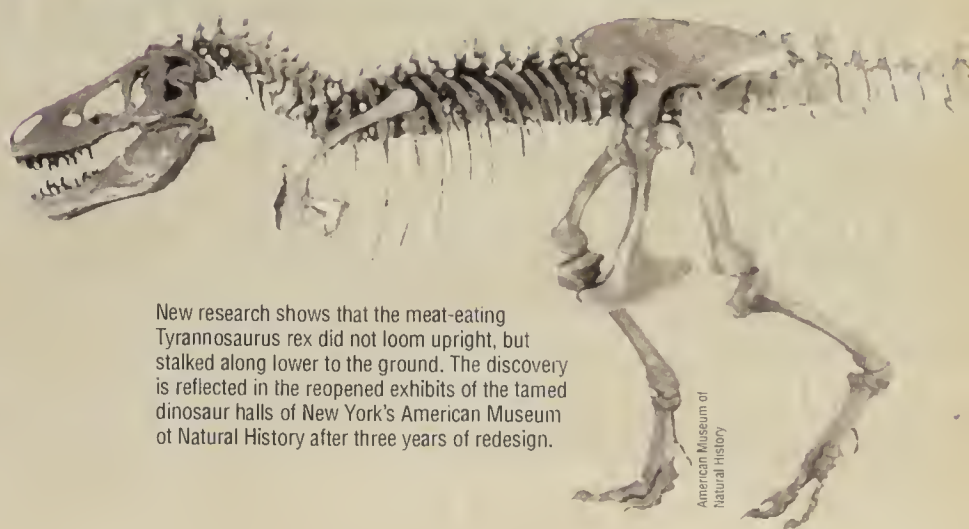 New research shows that the meat-eating
Tyrannosaurus rex did not loom upright, but
stalked along lower to the ground. The discovery
is reflected in the reopened exhibits of the tamed
dinosaur halls of New York's American Museum
ot Natural History after three years of redesign.
American Museum of
Natural History